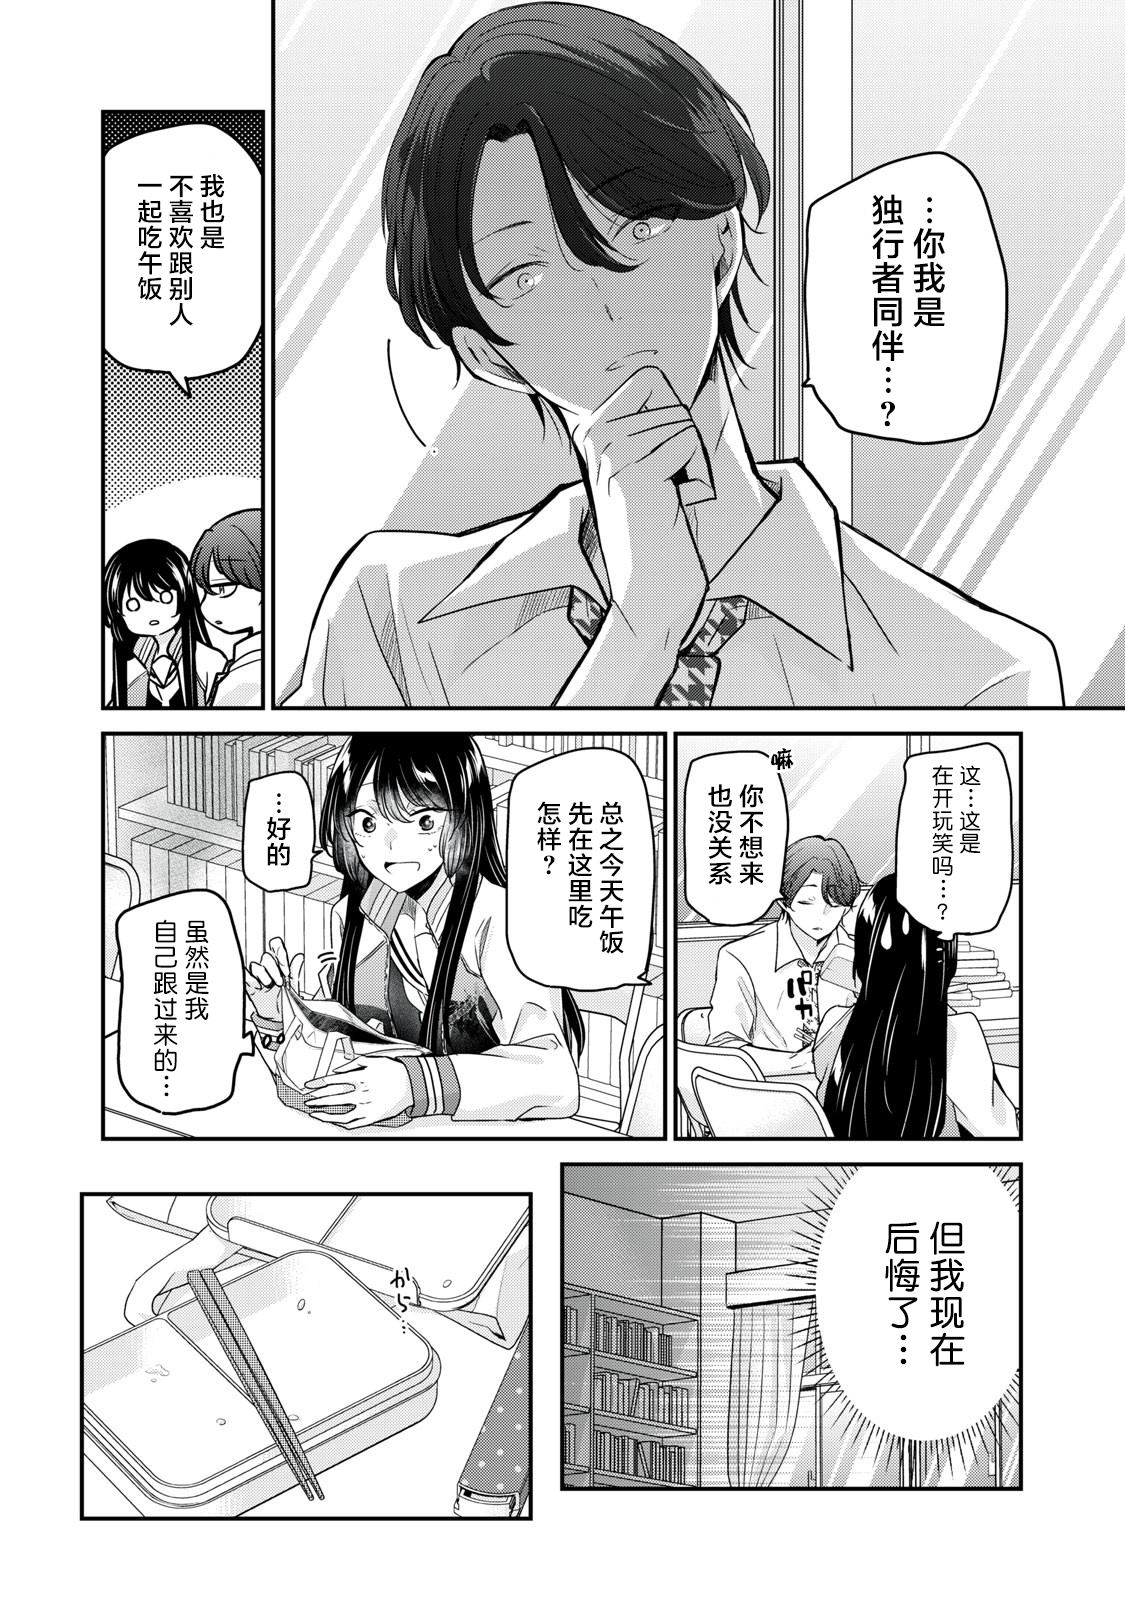 …你我是
独行者同伴…?
我也是
不喜欢跟别人
一起吃午饭
这…这是
在开玩笑吗…?
嘛
你不想来
也没关系
パカ
总之今天午饭
先在这里吃
怎样?
…好的
虽然是我
自己跟过来的…
但我现在
后悔了…
から…